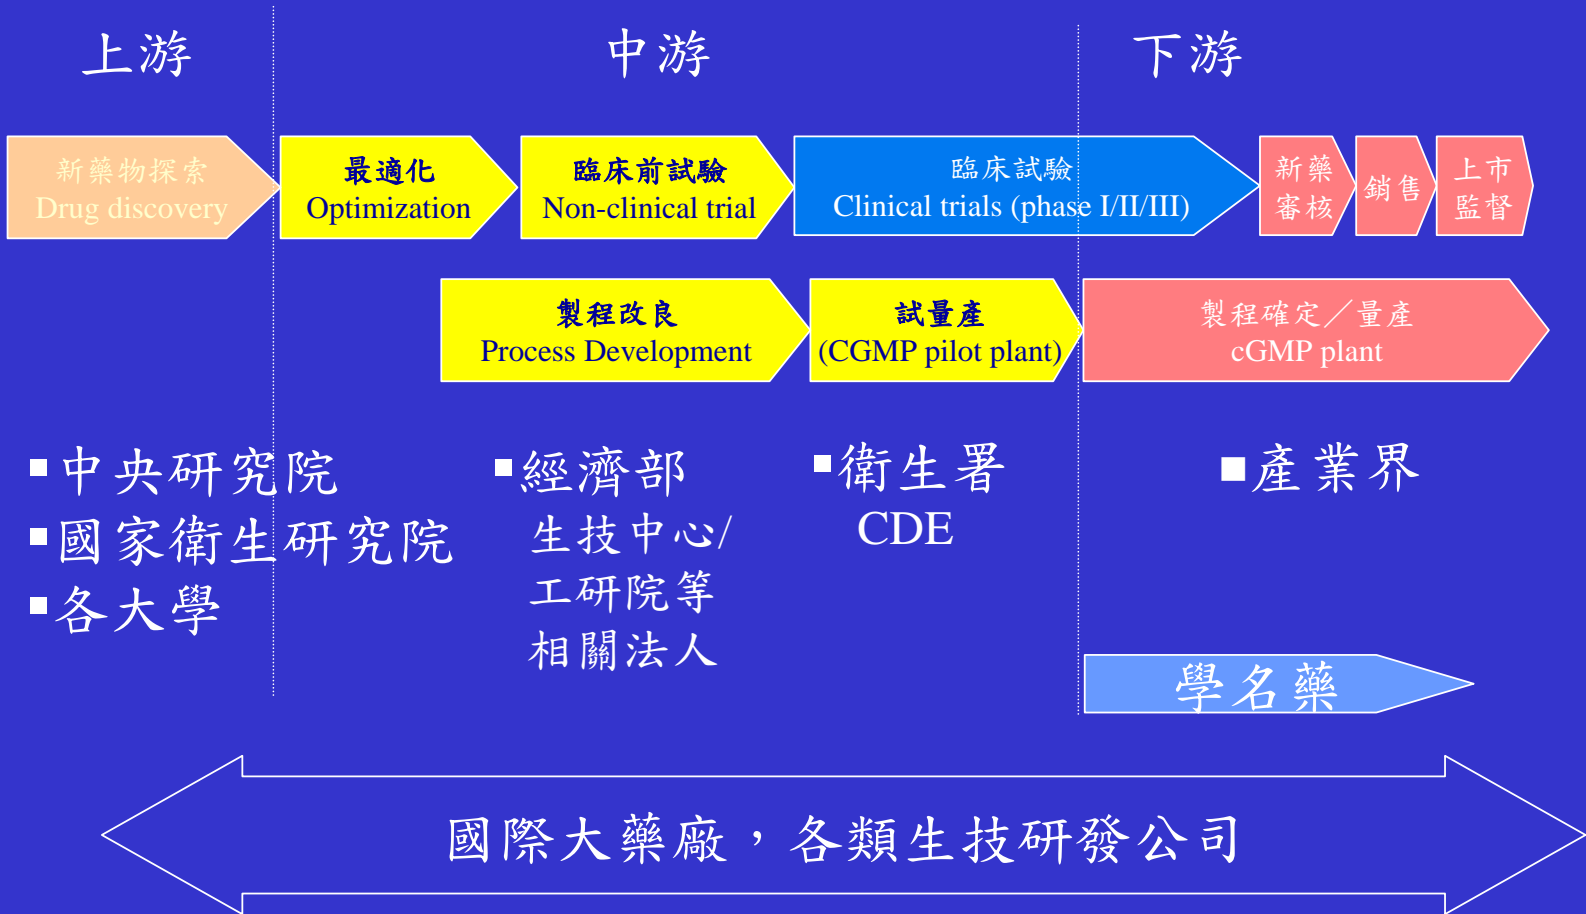 上游
中游
下游
新藥物探索
Drug discovery
最適化
Optimization
臨床前試驗
Non-clinical trial
臨床試驗
Clinical trials (phase I/II/III)
新藥
審核
銷售
上市
監督
製程改良
Process Development
試量產
(CGMP pilot plant)
製程確定／量產
cGMP plant
▪中央研究院
▪國家衛生研究院
▪各大學
▪經濟部
生技中心/
工研院等
相關法人
▪衛生署
CDE
■產業界
學名藥
國際大藥廠，各類生技研發公司